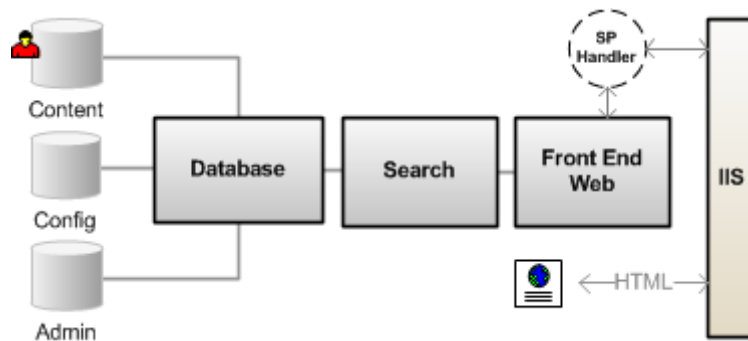 SP
Handler
Content
Database
Search
Front End
Web
IIS
Config
HTML
Admin